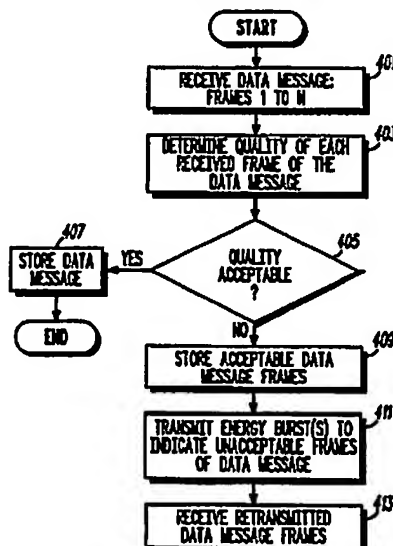 START
401
RECEIVE DATA MESSAGE:
FRAMES 1 TO N
403
DETERMINE QUALITY OF EACH
RECEIVED FRAME OF THE
DATA MESSAGE
405
QUALITY
ACCEPTABLE
?
YES
407
STORE DATA
MESSAGE
END
NO
409
STORE ACCEPTABLE DATA
MESSAGE FRAMES
411
TRANSMIT ENERGY BURST(S) TO
INDICATE UNACCEPTABLE FRAMES
OF DATA MESSAGE
413
RECEIVE RETRANSMITTED
DATA MESSAGE FRAMES